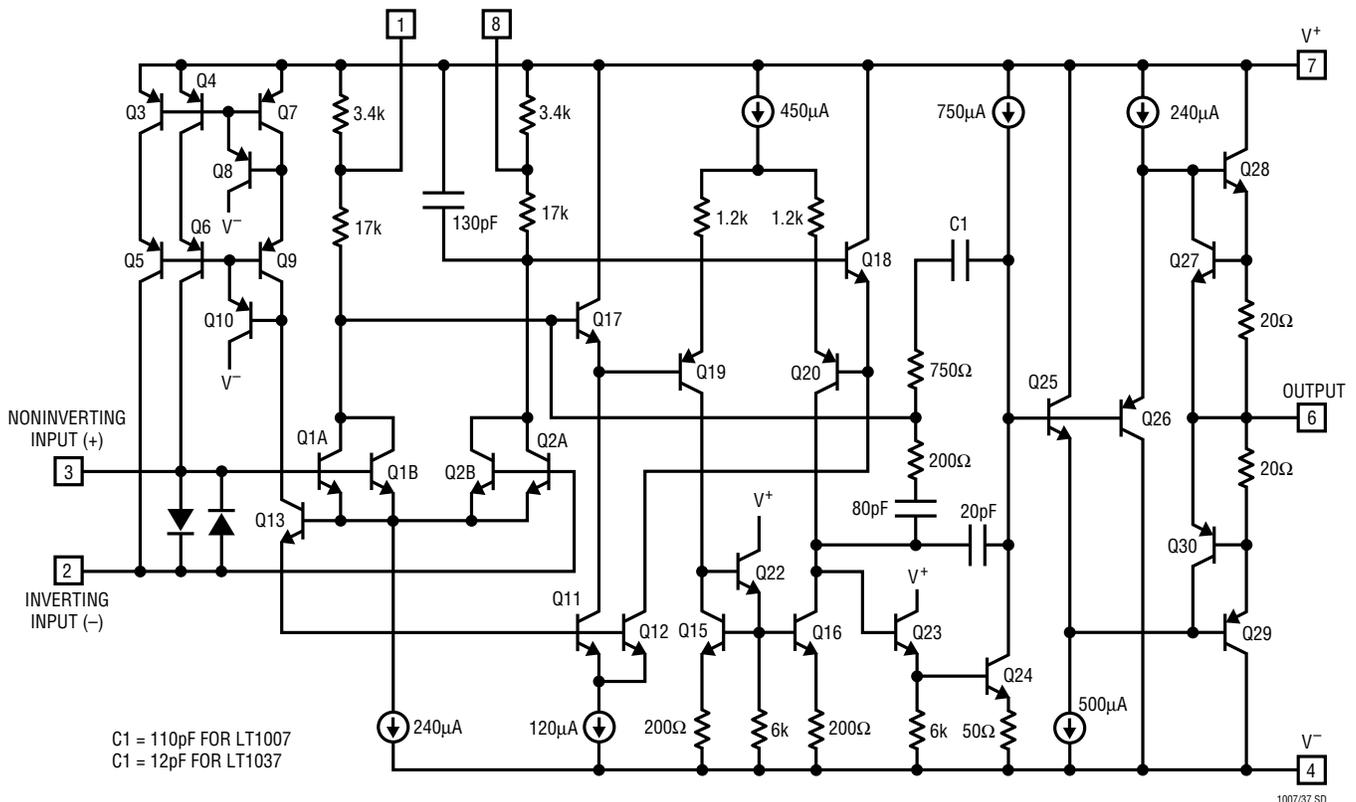 1
8
V+
7
Q3
Q4
Q7
3.4k
3.4k
450μA
750μA
240μA
Q8
Q28
V–
130pF
17k
17k
1.2k
1.2k
C1
Q5
Q6
Q9
Q18
Q27
Q10
Q17
20Ω
V–
Q19
Q20
750Ω
Q25
Q26
OUTPUT
6
NONINVERTING
INPUT (+)
3
Q1A
Q1B
Q2B
Q2A
200Ω
20Ω
V+
80pF
20pF
Q13
Q30
2
INVERTING
INPUT (–)
Q22
V+
Q11
Q12
Q15
Q16
Q23
Q29
Q24
240μA
120μA
200Ω
6k
200Ω
6k
50Ω
500μA
C1 = 110pF FOR LT1007
C1 = 12pF FOR LT1037
V–
4
1007/37 SD